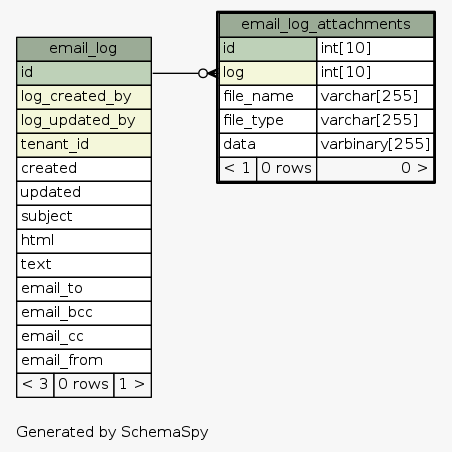 email_log
id
log_created_by
log_updated_by
tenant_id
created
updated
subject
html
text
email_to
email_bcc
email_cc
email_from
< 3 0 rows 1 >
email_log_attachments
id int[10]
log int[10]
file_name varchar[255]
file_type varchar[255]
data varbinary[255]
< 1 0 rows 0 >
Generated by SchemaSpy